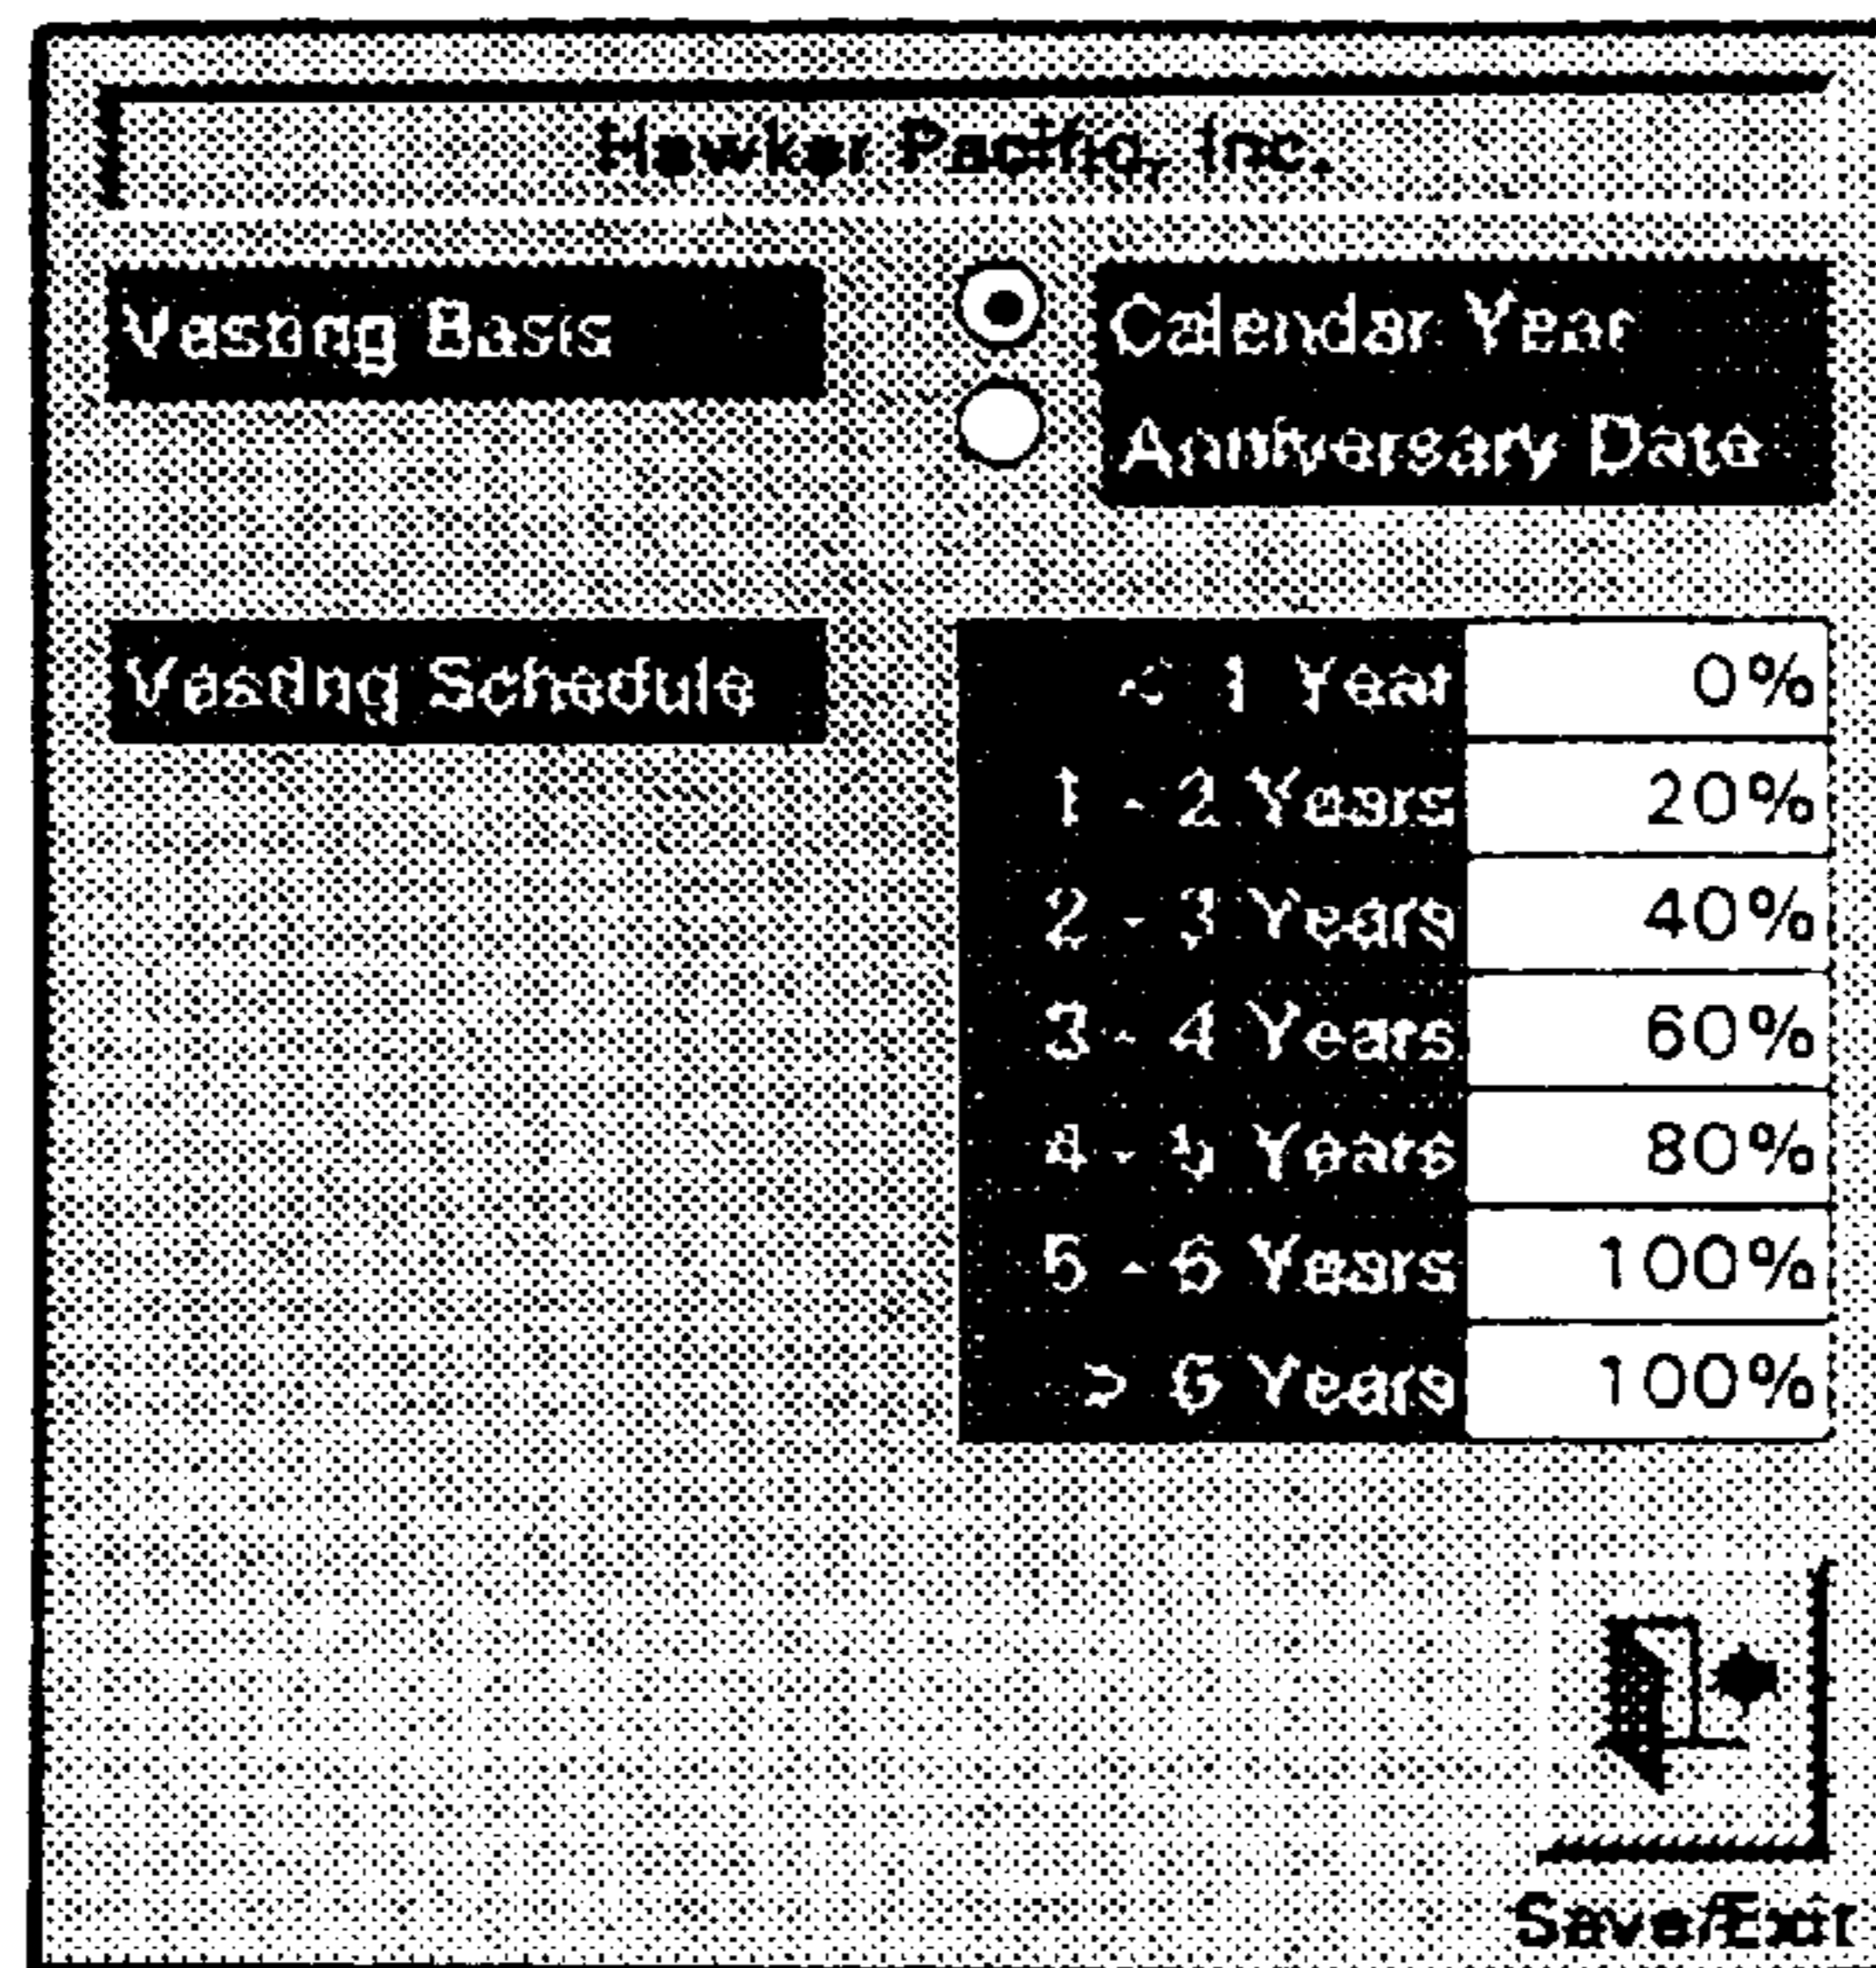 Hawker Pacific, Inc.
Vesting Basis
Calendar Year
Anniversary Date
Vesting Schedule
< 1 Year 0%
1 - 2 Years 20%
2 - 3 Years 40%
3 - 4 Years 60%
4 - 5 Years 80%
5 - 6 Years 100%
> 6 Years 100%
Save/Exit